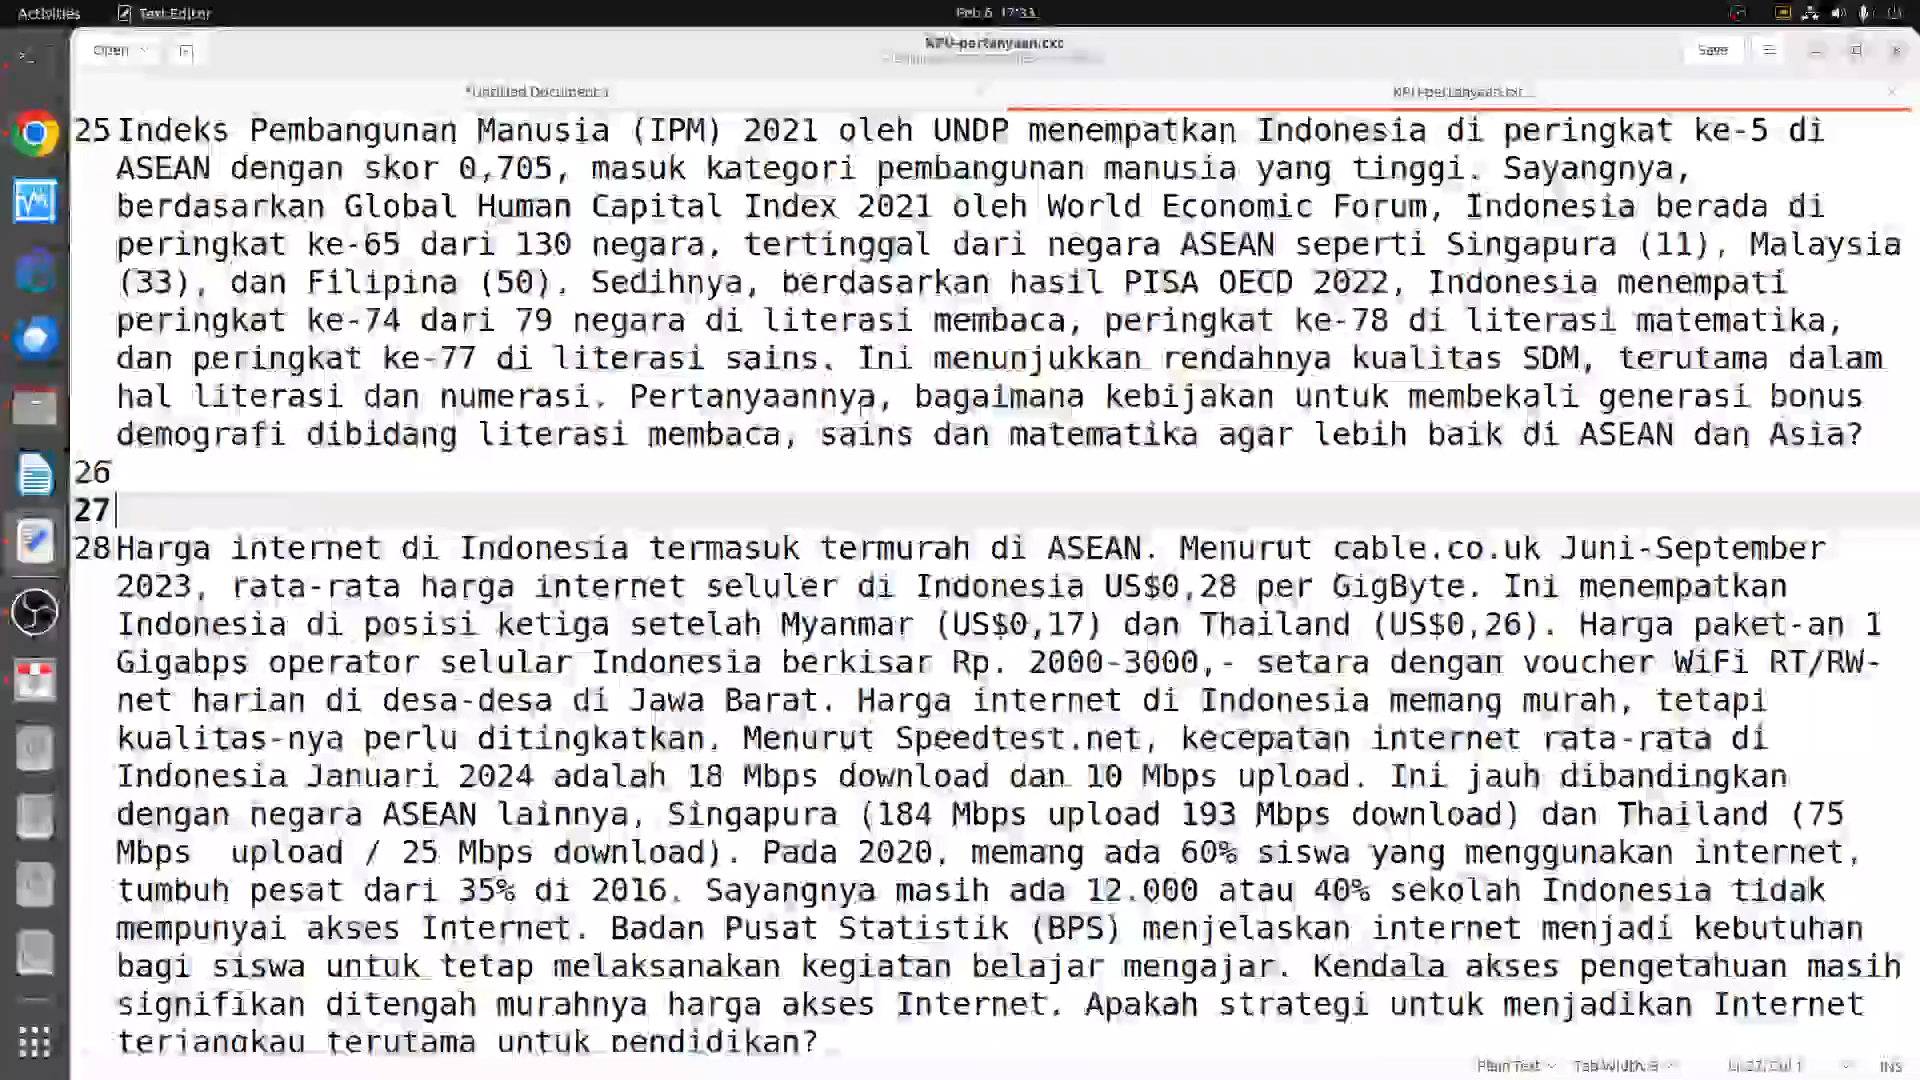 Activities Text Editor Feb 6 17:33
Open KPU-pertanyaan.txt Save
*Untitled Document 1 KPU-pertanyaan.txt
25 Indeks Pembangunan Manusia (IPM) 2021 oleh UNDP menempatkan Indonesia di peringkat ke-5 di
ASEAN dengan skor 0,705, masuk kategori pembangunan manusia yang tinggi. Sayangnya,
berdasarkan Global Human Capital Index 2021 oleh World Economic Forum, Indonesia berada di
peringkat ke-65 dari 130 negara, tertinggal dari negara ASEAN seperti Singapura (11), Malaysia
(33), dan Filipina (50). Sedihnya, berdasarkan hasil PISA OECD 2022, Indonesia menempati
peringkat ke-74 dari 79 negara di literasi membaca, peringkat ke-78 di literasi matematika,
dan peringkat ke-77 di literasi sains. Ini menunjukkan rendahnya kualitas SDM, terutama dalam
hal literasi dan numerasi. Pertanyaannya, bagaimana kebijakan untuk membekali generasi bonus
demografi dibidang literasi membaca, sains dan matematika agar lebih baik di ASEAN dan Asia?
26
27
28 Harga internet di Indonesia termasuk termurah di ASEAN. Menurut cable.co.uk Juni-September
2023, rata-rata harga internet seluler di Indonesia US$0,28 per GigByte. Ini menempatkan
Indonesia di posisi ketiga setelah Myanmar (US$0,17) dan Thailand (US$0,26). Harga paket-an 1
Gigabps operator selular Indonesia berkisar Rp. 2000-3000,- setara dengan voucher WiFi RT/RW-
net harian di desa-desa di Jawa Barat. Harga internet di Indonesia memang murah, tetapi
kualitas-nya perlu ditingkatkan. Menurut Speedtest.net, kecepatan internet rata-rata di
Indonesia Januari 2024 adalah 18 Mbps download dan 10 Mbps upload. Ini jauh dibandingkan
dengan negara ASEAN lainnya, Singapura (184 Mbps upload 193 Mbps download) dan Thailand (75
Mbps  upload / 25 Mbps download). Pada 2020, memang ada 60% siswa yang menggunakan internet,
tumbuh pesat dari 35% di 2016. Sayangnya masih ada 12.000 atau 40% sekolah Indonesia tidak
mempunyai akses Internet. Badan Pusat Statistik (BPS) menjelaskan internet menjadi kebutuhan
bagi siswa untuk tetap melaksanakan kegiatan belajar mengajar. Kendala akses pengetahuan masih
signifikan ditengah murahnya harga akses Internet. Apakah strategi untuk menjadikan Internet
terjangkau terutama untuk pendidikan?
Plain Text Tab Width: 8 Ln 27, Col 1 INS